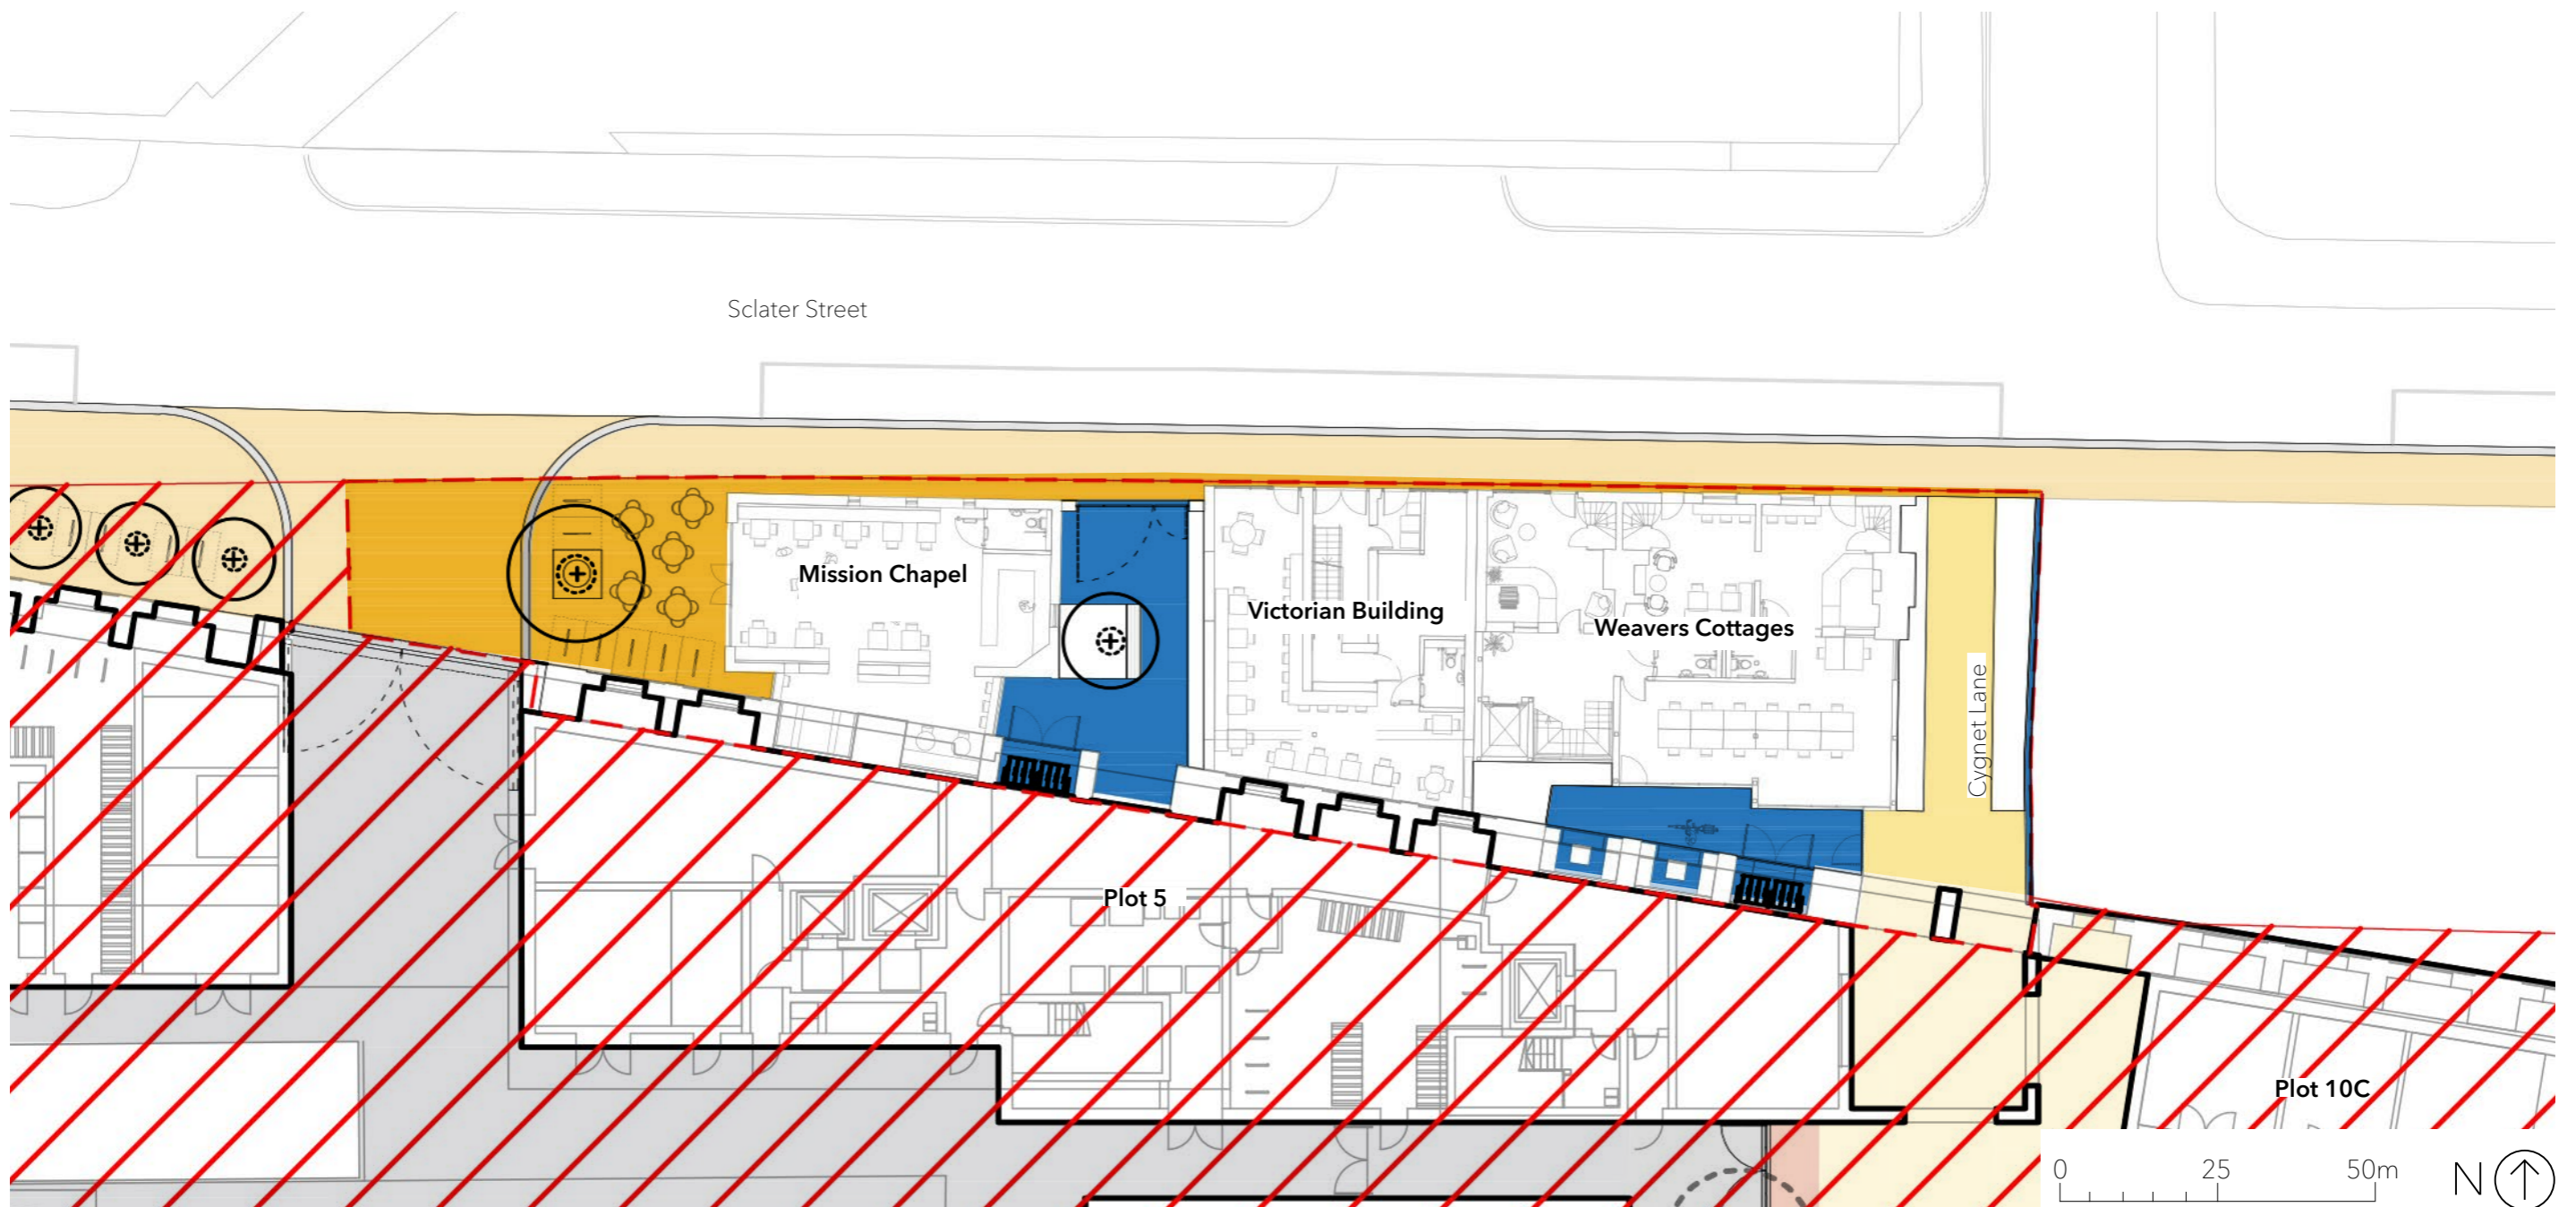 Sclater Street
Mission Chapel
Victorian Building
Weavers Cottages
Cygnet Lane
Plot 5
Plot 10C
0 25 50m
N